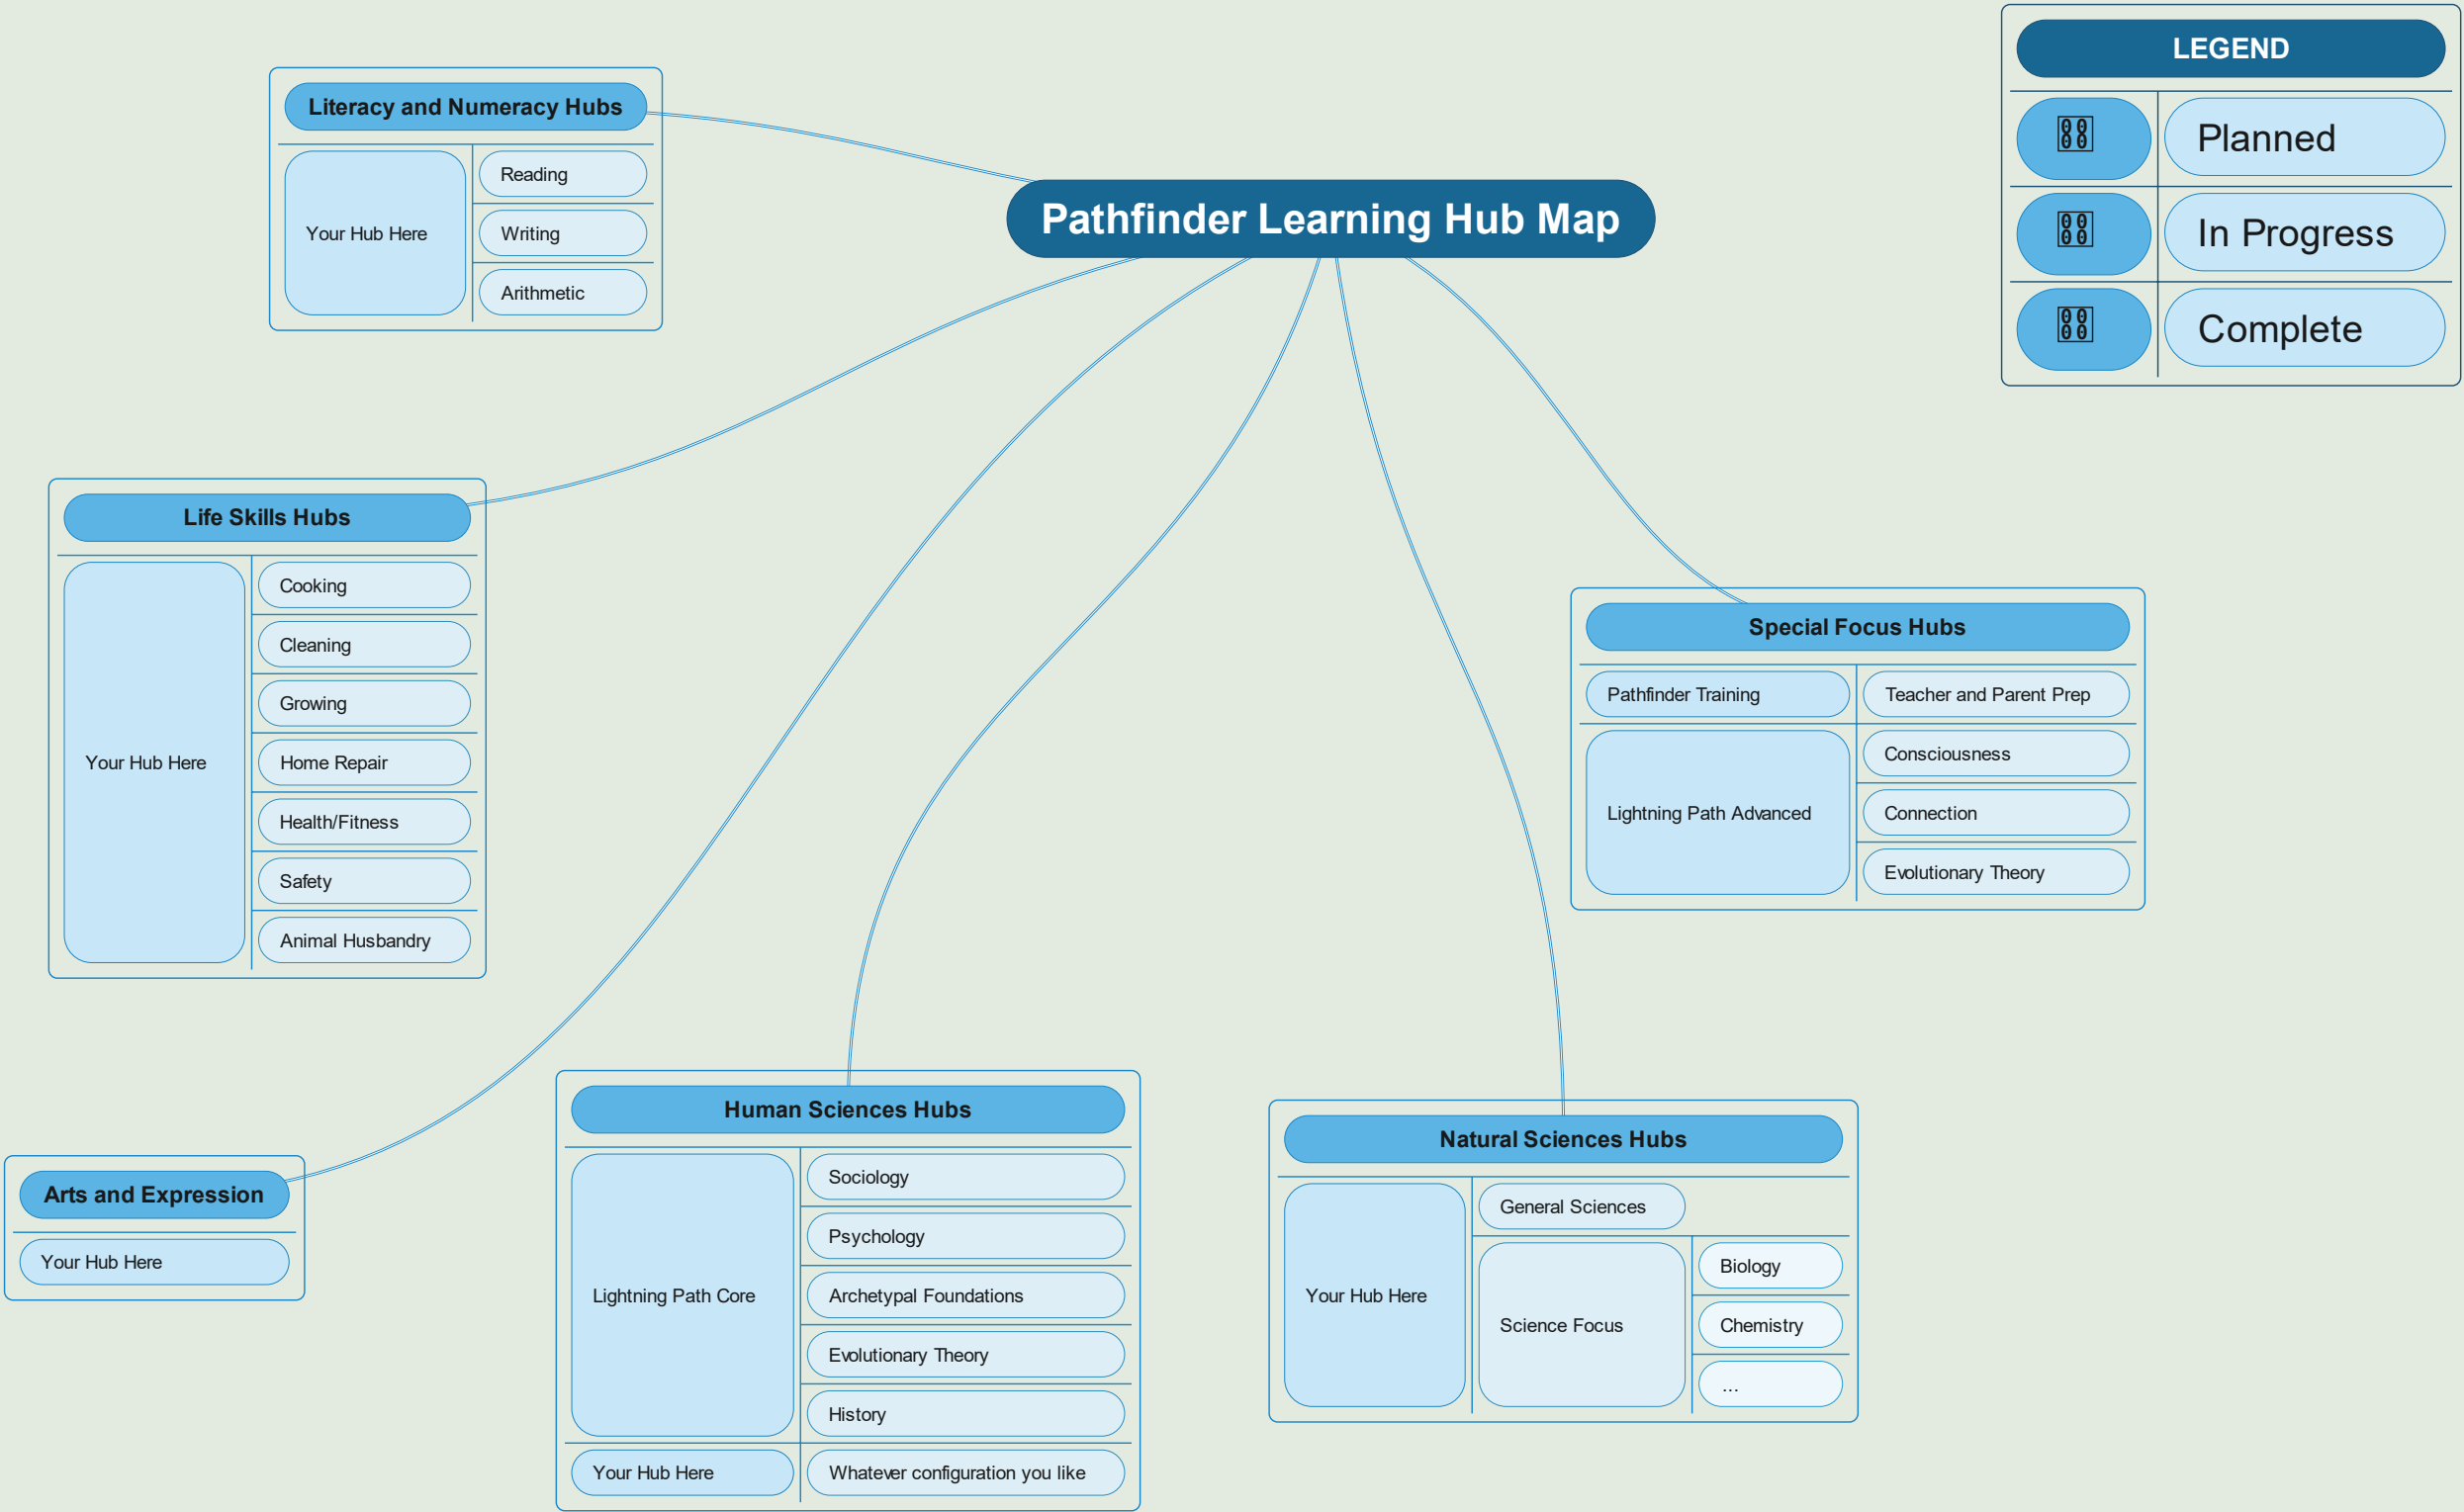 Pathfinder Learning Hub Map
LEGEND
Planned
In Progress
Complete
Literacy and Numeracy Hubs
Your Hub Here
Reading
Writing
Arithmetic
Life Skills Hubs
Your Hub Here
Cooking
Cleaning
Growing
Home Repair
Health/Fitness
Safety
Animal Husbandry
Arts and Expression
Your Hub Here
Human Sciences Hubs
Lightning Path Core
Sociology
Psychology
Archetypal Foundations
Evolutionary Theory
History
Your Hub Here
Whatever configuration you like
Natural Sciences Hubs
Your Hub Here
General Sciences
Science Focus
Biology
Chemistry
...
Special Focus Hubs
Pathfinder Training
Teacher and Parent Prep
Lightning Path Advanced
Consciousness
Connection
Evolutionary Theory